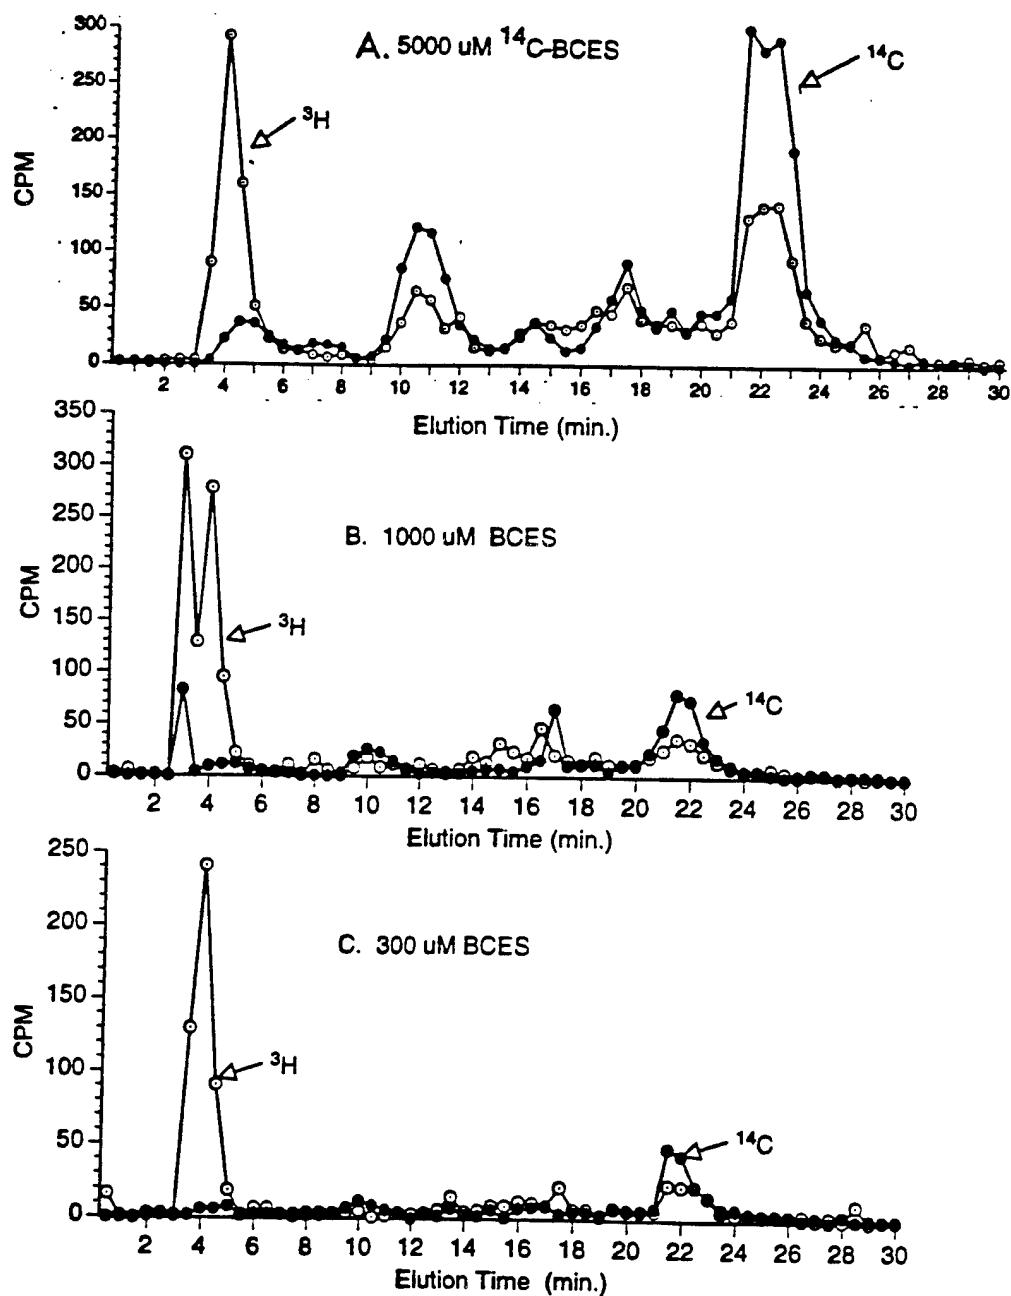 A. 5000 uM ¹⁴C-BCES
¹⁴C
³H
CPM
300
250
200
150
100
50
0
2 4 6 8 10 12 14 16 18 20 22 24 26 28 30
Elution Time (min.)
B. 1000 uM BCES
³H
¹⁴C
CPM
350
300
250
200
150
100
50
0
2 4 6 8 10 12 14 16 18 20 22 24 26 28 30
Elution Time (min.)
C. 300 uM BCES
³H
¹⁴C
CPM
250
200
150
100
50
0
2 4 6 8 10 12 14 16 18 20 22 24 26 28 30
Elution Time (min.)